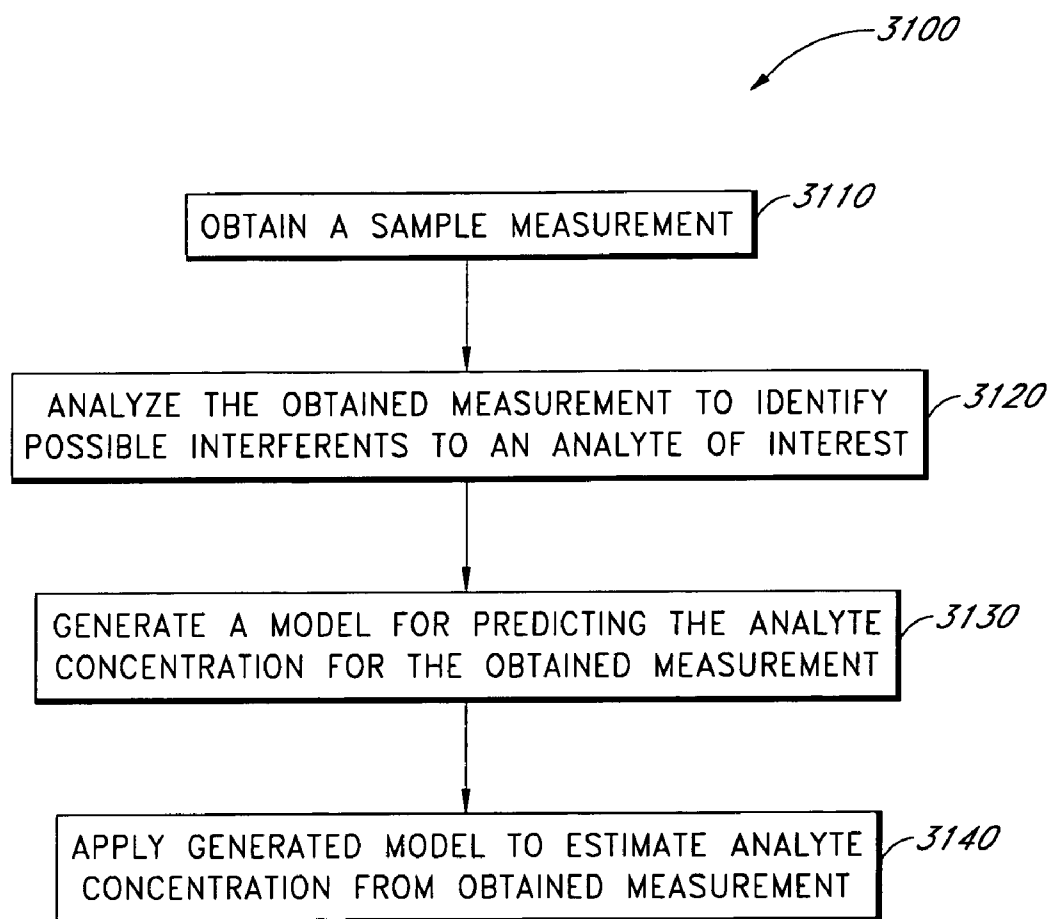 3100
OBTAIN A SAMPLE MEASUREMENT
3110
ANALYZE THE OBTAINED MEASUREMENT TO IDENTIFY
POSSIBLE INTERFERENTS TO AN ANALYTE OF INTEREST
3120
GENERATE A MODEL FOR PREDICTING THE ANALYTE
CONCENTRATION FOR THE OBTAINED MEASUREMENT
3130
APPLY GENERATED MODEL TO ESTIMATE ANALYTE
CONCENTRATION FROM OBTAINED MEASUREMENT
3140